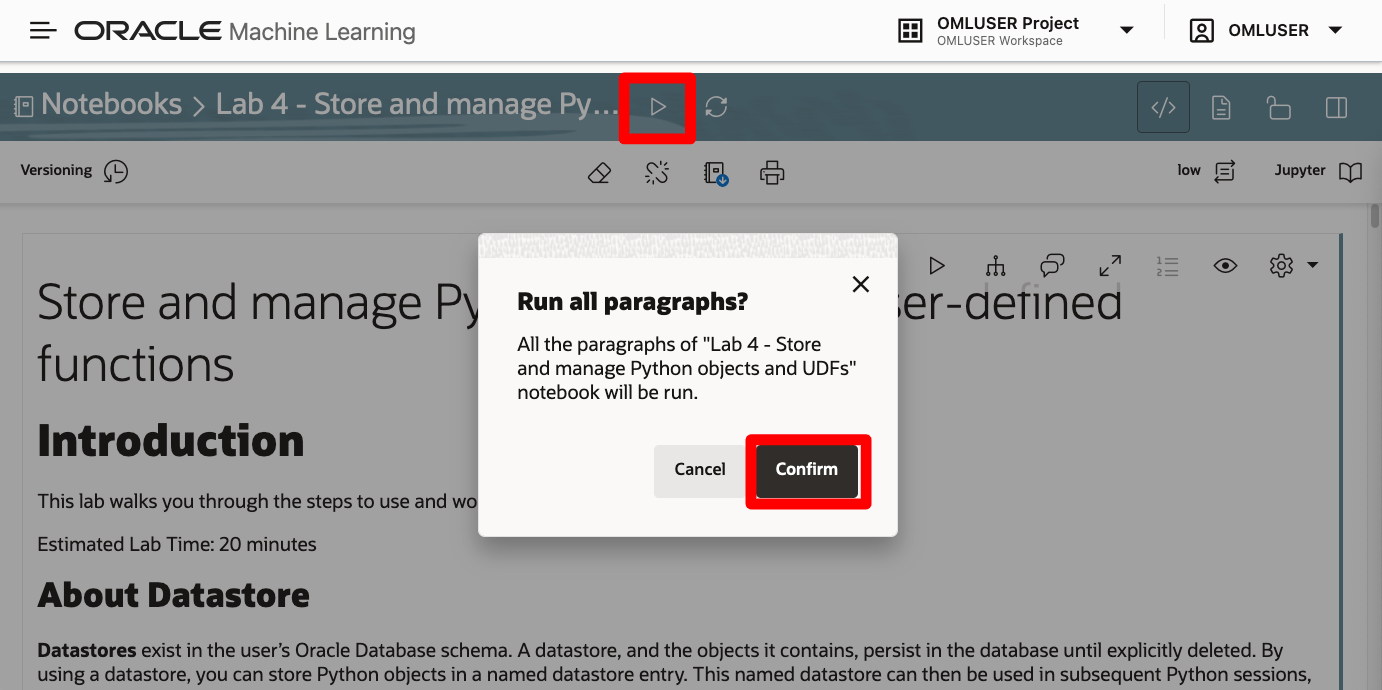 ORACLE Machine Learning
OMLUSER Project
OMLUSER Workspace
OMLUSER
Notebooks > Lab 4 - Store and manage Py...
Versioning
low
Jupyter
Store and manage Py ser-defined
functions
Run all paragraphs?
All the paragraphs of "Lab 4 - Store
and manage Python objects and UDFs"
notebook will be run.
Cancel
Confirm
Introduction
This lab walks you through the steps to use and wo
Estimated Lab Time: 20 minutes
About Datastore
Datastores exist in the user’s Oracle Database schema. A datastore, and the objects it contains, persist in the database until explicitly deleted. By
using a datastore, you can store Python objects in a named datastore entry. This named datastore can then be used in subsequent Python sessions,